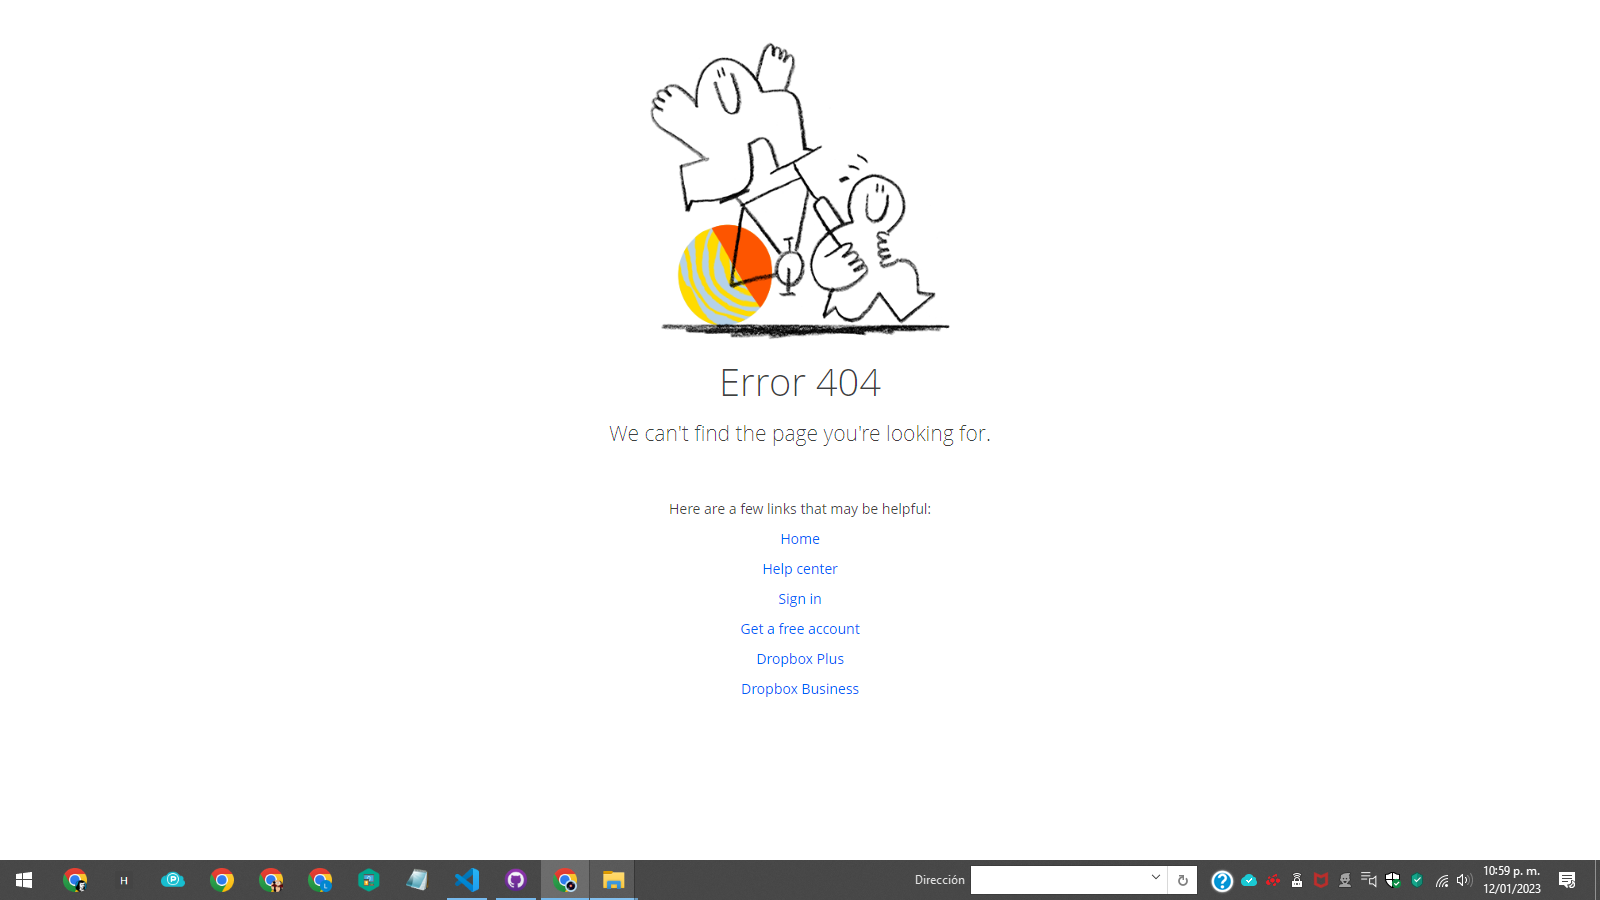 Error 404
We can't find the page you're looking for.
Here are a few links that may be helpful:
Home
Help center
Sign in
Get a free account
Dropbox Plus
Dropbox Business
H
P
L
Dirección
10:59 p. m.
12/01/2023